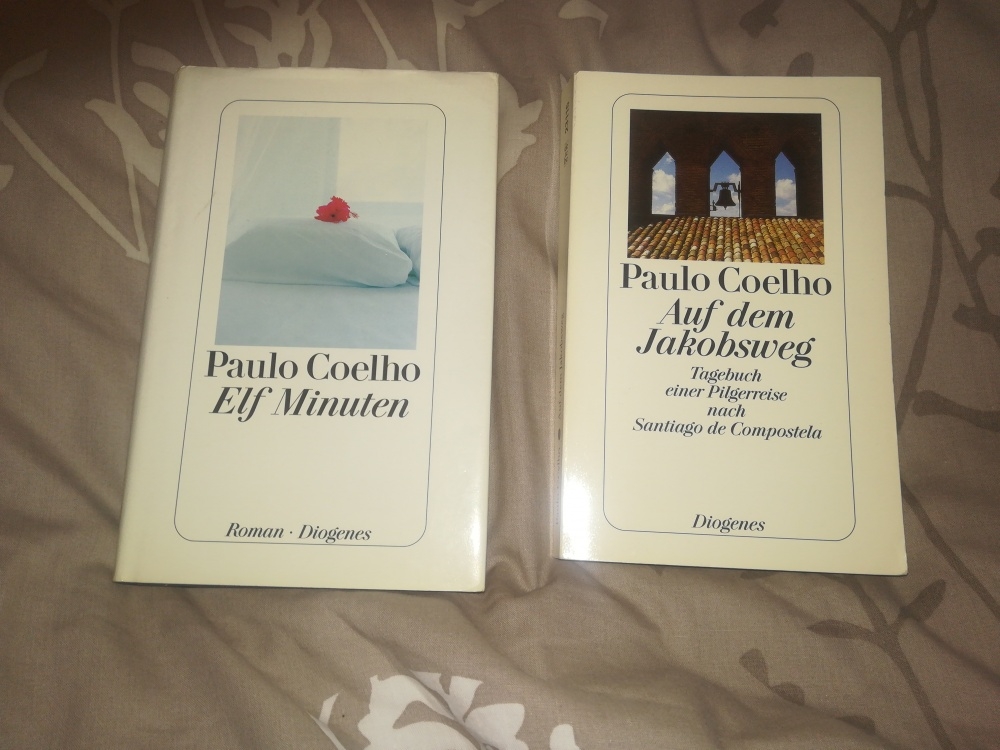 Paulo Coelho
Elf Minuten
Roman · Diogenes
Paulo Coelho
Auf dem
Jakobsweg
Tagebuch
einer Pilgerreise
nach
Santiago de Compostela
Diogenes